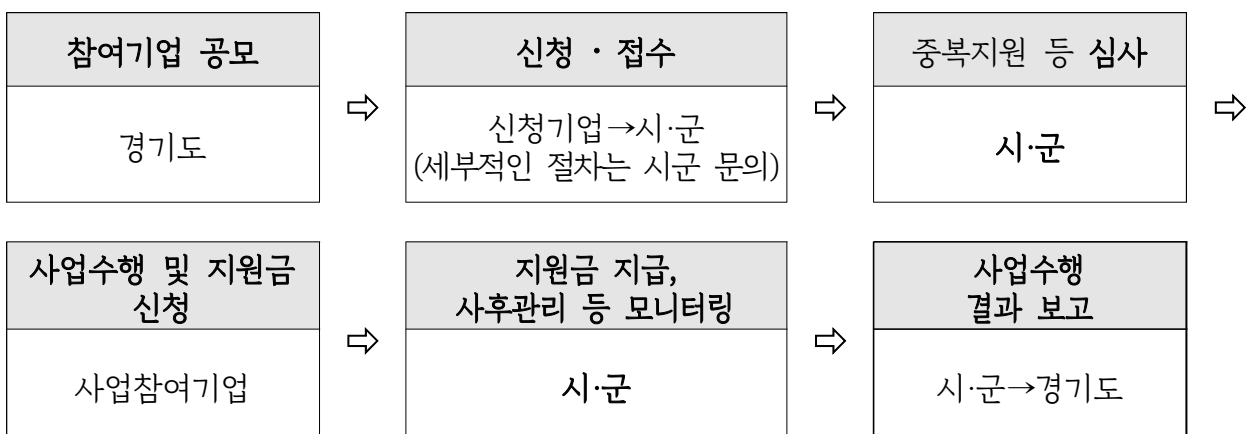 참여기업 공모
경기도
⇨
신청 · 접수
신청기업→시·군
(세부적인 절차는 시군 문의)
⇨
중복지원 등 심사
시·군
⇨
사업수행 및 지원금
신청
사업참여기업
⇨
지원금 지급,
사후관리 등 모니터링
시·군
⇨
사업수행
결과 보고
시·군→경기도